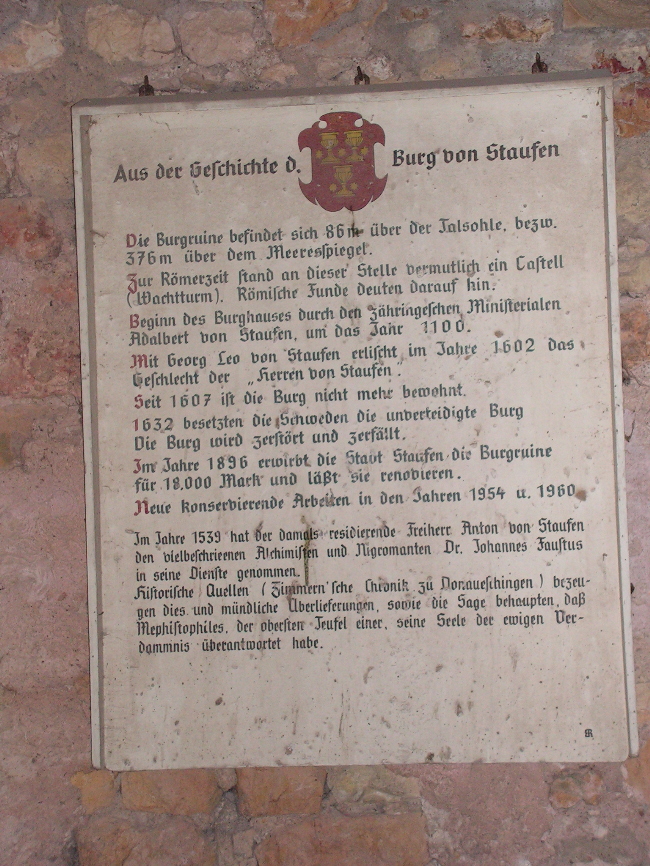 Aus der Geschichte d. Burg von Staufen
Die Burgruine befindet sich 86m über der Talsohle, bezw.
376m über dem Meeresspiegel.
Zur Römerzeit stand an dieser Stelle vermutlich ein Castell
(Wachtturm). Römische Funde deuten darauf hin.
Beginn des Burghauses durch den zähringeschen Ministerialen
Adalbert von Staufen, um das Jahr 1100.
Mit Georg Leo von Staufen erlischt im Jahre 1602 das
Geschlecht der „Herren von Staufen".
Seit 1607 ist die Burg nicht mehr bewohnt.
1632 besetzten die Schweden die unverteidigte Burg
Die Burg wird zerstört und zerfällt.
Im Jahre 1896 erwirbt die Stadt Staufen die Burgruine
für 18.000 Mark und läßt sie renovieren.
Neue konservierende Arbeiten in den Jahren 1954 u. 1960.
Im Jahre 1539 hat der damals residierende Freiherr Anton von Staufen
den vielbeschrieenen Alchimisten und Nigromanten Dr. Johannes Faustus
in seine Dienste genommen.
Historische Quellen (Zimmern'sche Chronik zu Donaueschingen) bezeu-
gen dies und mündliche Überlieferungen, sowie die Sage behaupten, daß
Mephistophiles, der obersten Teufel einer, seine Seele der ewigen Ver-
dammnis überantwortet habe.